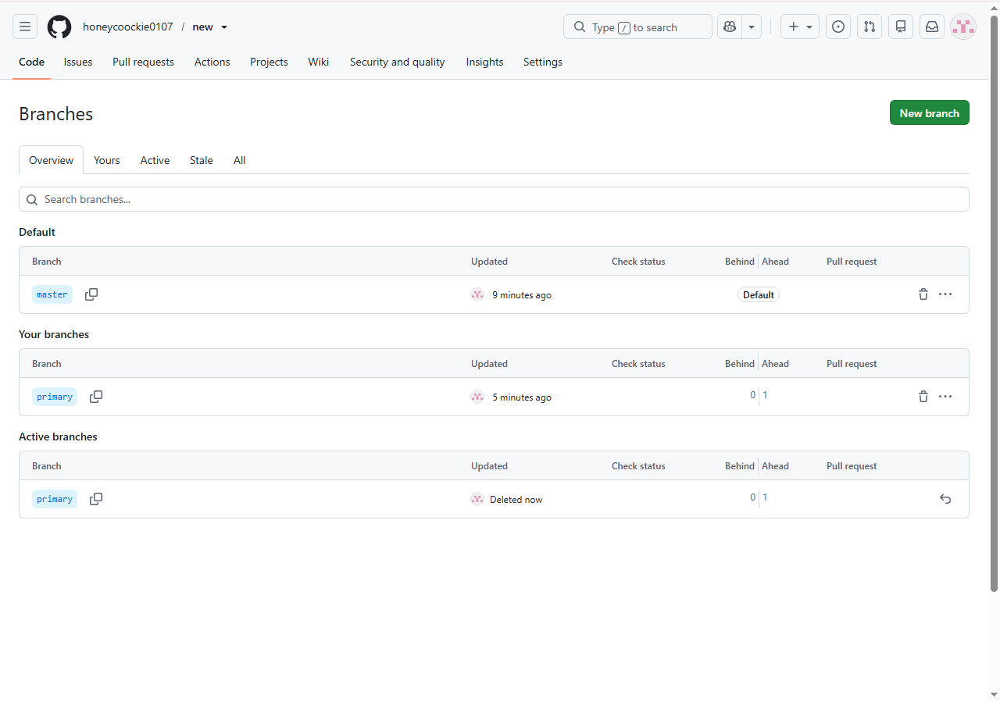 honeycoockie0107 / new
Type / to search
Code Issues Pull requests Actions Projects Wiki Security and quality Insights Settings
Branches
New branch
Overview Yours Active Stale All
Search branches...
Default
Branch Updated Check status Behind Ahead Pull request
master 9 minutes ago Default
Your branches
Branch Updated Check status Behind Ahead Pull request
primary 5 minutes ago 0 1
Active branches
Branch Updated Check status Behind Ahead Pull request
primary Deleted now 0 1